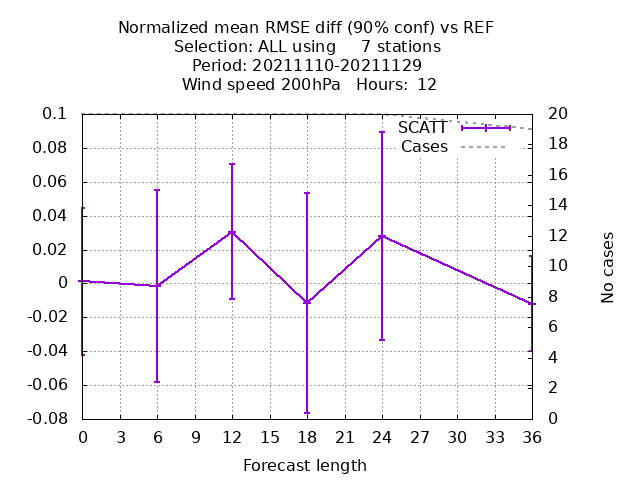 Normalized mean RMSE diff (90% conf) vs REF
Selection: ALL using     7 stations
Period: 20211110-20211129
Wind speed 200hPa   Hours:  12
0.1
0.08
0.06
0.04
0.02
0
-0.02
-0.04
-0.06
-0.08
SCATT
Cases
20
18
16
14
12
10
8
6
4
2
0
No cases
0 3 6 9 12 15 18 21 24 27 30 33 36
Forecast length